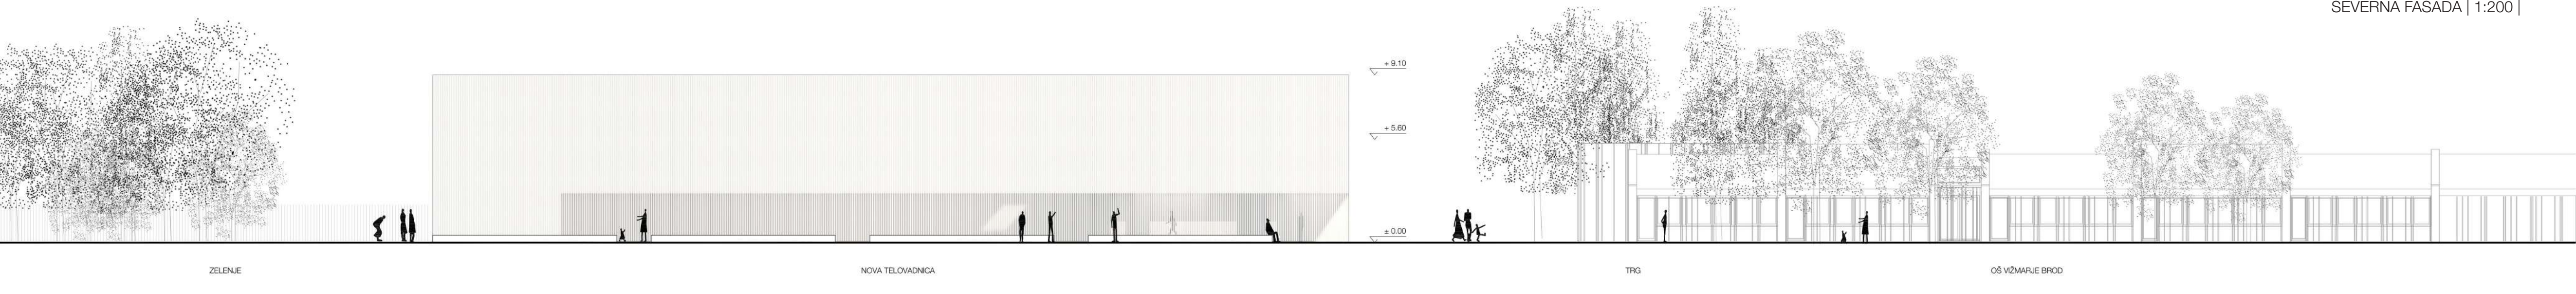 SEVERNA FASADA | 1:200 |
+ 9.10
+ 5.60
± 0.00
ZELENJE
NOVA TELOVADNICA
TRG
OŠ VIŽMARJE BROD